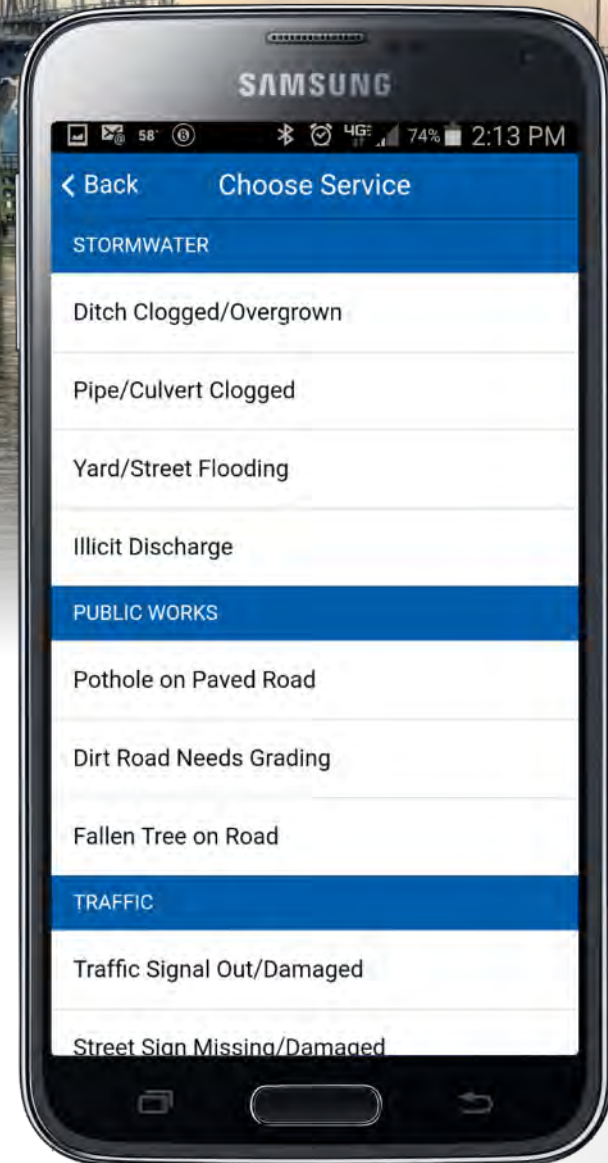 SAMSUNG
58° 4G 74% 2:13 PM
Back Choose Service
STORMWATER
Ditch Clogged/Overgrown
Pipe/Culvert Clogged
Yard/Street Flooding
Illicit Discharge
PUBLIC WORKS
Pothole on Paved Road
Dirt Road Needs Grading
Fallen Tree on Road
TRAFFIC
Traffic Signal Out/Damaged
Street Sign Missing/Damaged